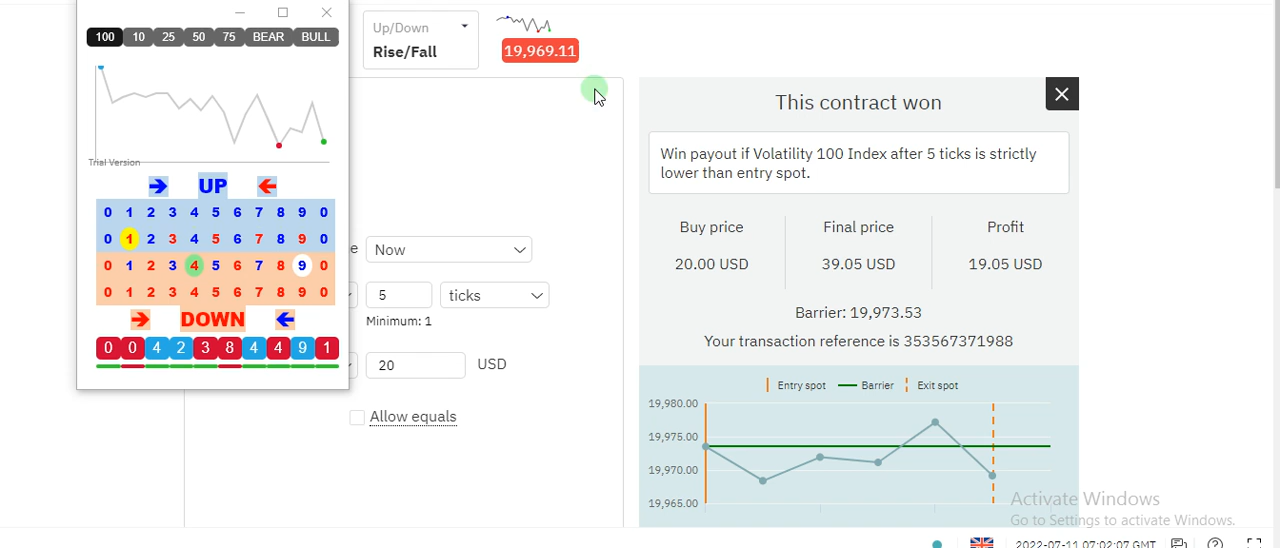 100 10 25 50 75 BEAR BULL
Trial Version
UP
0 1 2 3 4 5 6 7 8 9 0
0 1 2 3 4 5 6 7 8 9 0
0 1 2 3 4 5 6 7 8 9 0
0 1 2 3 4 5 6 7 8 9 0
DOWN
0 0 4 2 3 8 4 4 9 1
Up/Down
Rise/Fall
19,969.11
e Now
5 ticks
Minimum: 1
20 USD
Allow equals
This contract won
Win payout if Volatility 100 Index after 5 ticks is strictly
lower than entry spot.
Buy price Final price Profit
20.00 USD 39.05 USD 19.05 USD
Barrier: 19,973.53
Your transaction reference is 353567371988
Entry spot Barrier Exit spot
19,980.00
19,975.00
19,970.00
19,965.00
Activate Windows
Go to Settings to activate Windows.
2022-07-11 07:02:07 GMT